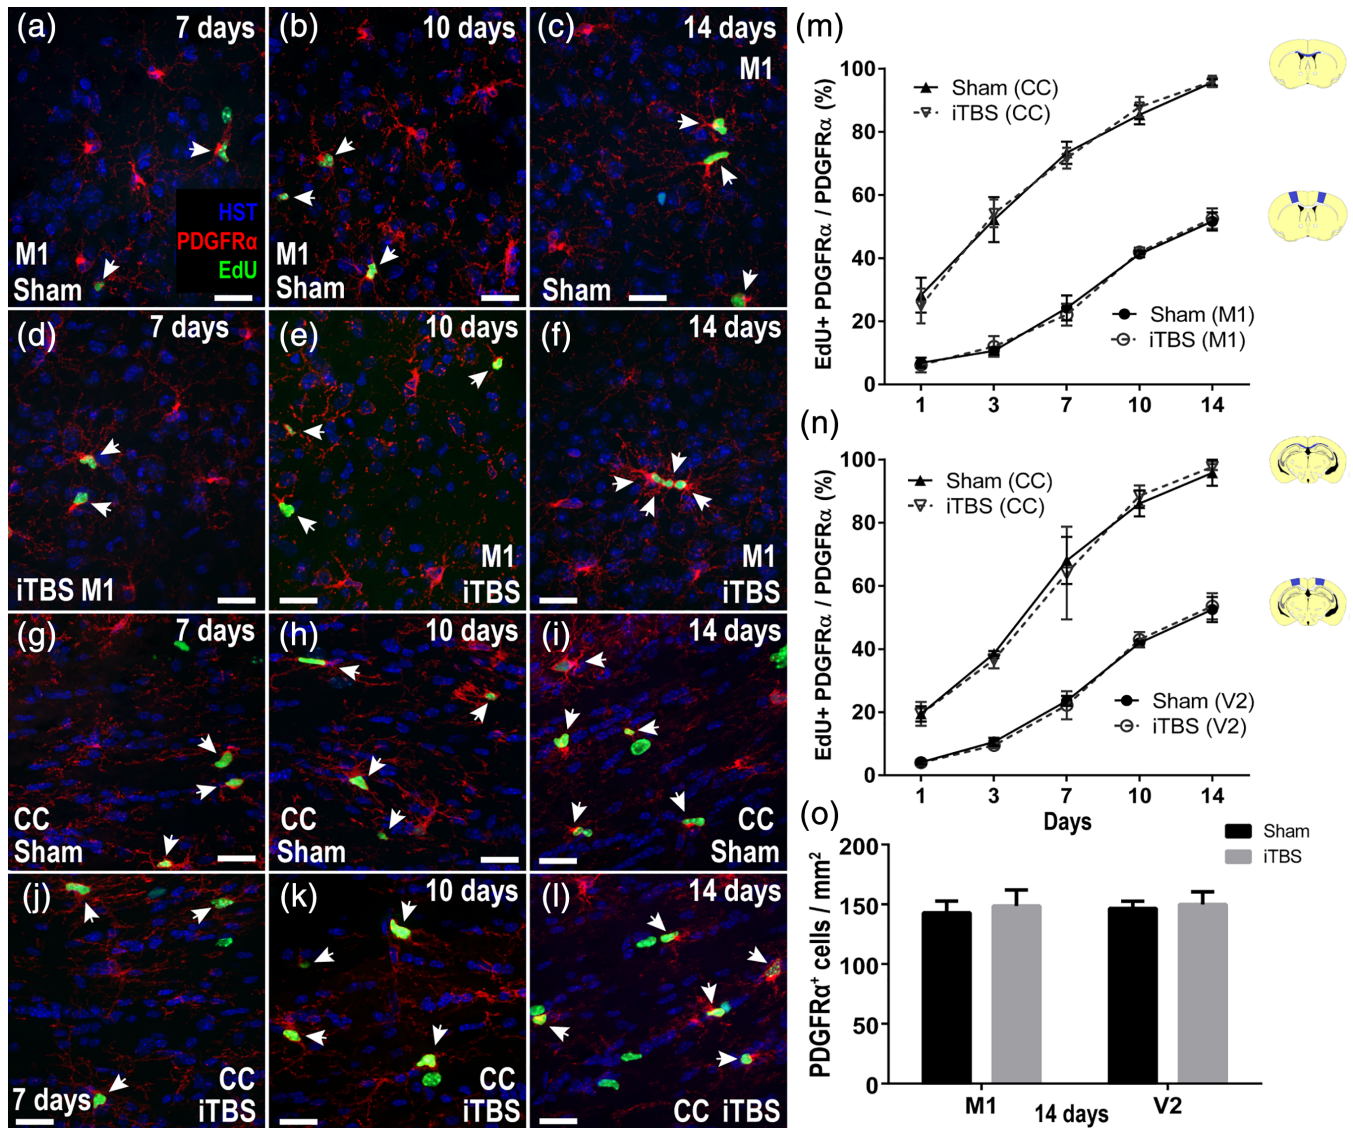 (a)
7 days
HST
PDGFRα
EdU
M1
Sham
(b)
10 days
M1
Sham
(c)
14 days
M1
Sham
(d)
7 days
iTBS M1
(e)
10 days
M1
iTBS
(f)
14 days
M1
iTBS
(g)
7 days
CC
Sham
(h)
10 days
CC
Sham
(i)
14 days
CC
Sham
(j)
7 days
CC
iTBS
(k)
10 days
CC
iTBS
(l)
14 days
CC iTBS
(m)
EdU+ PDGFRα / PDGFRα (%)
100
80
60
40
20
0
Sham (CC)
iTBS (CC)
Sham (M1)
iTBS (M1)
1 3 7 10 14
(n)
EdU+ PDGFRα / PDGFRα (%)
100
80
60
40
20
0
Sham (CC)
iTBS (CC)
Sham (V2)
iTBS (V2)
1 3 7 10 14
Days
(o)
Sham
iTBS
PDGFRα⁺ cells / mm²
200
150
100
50
0
M1 14 days V2